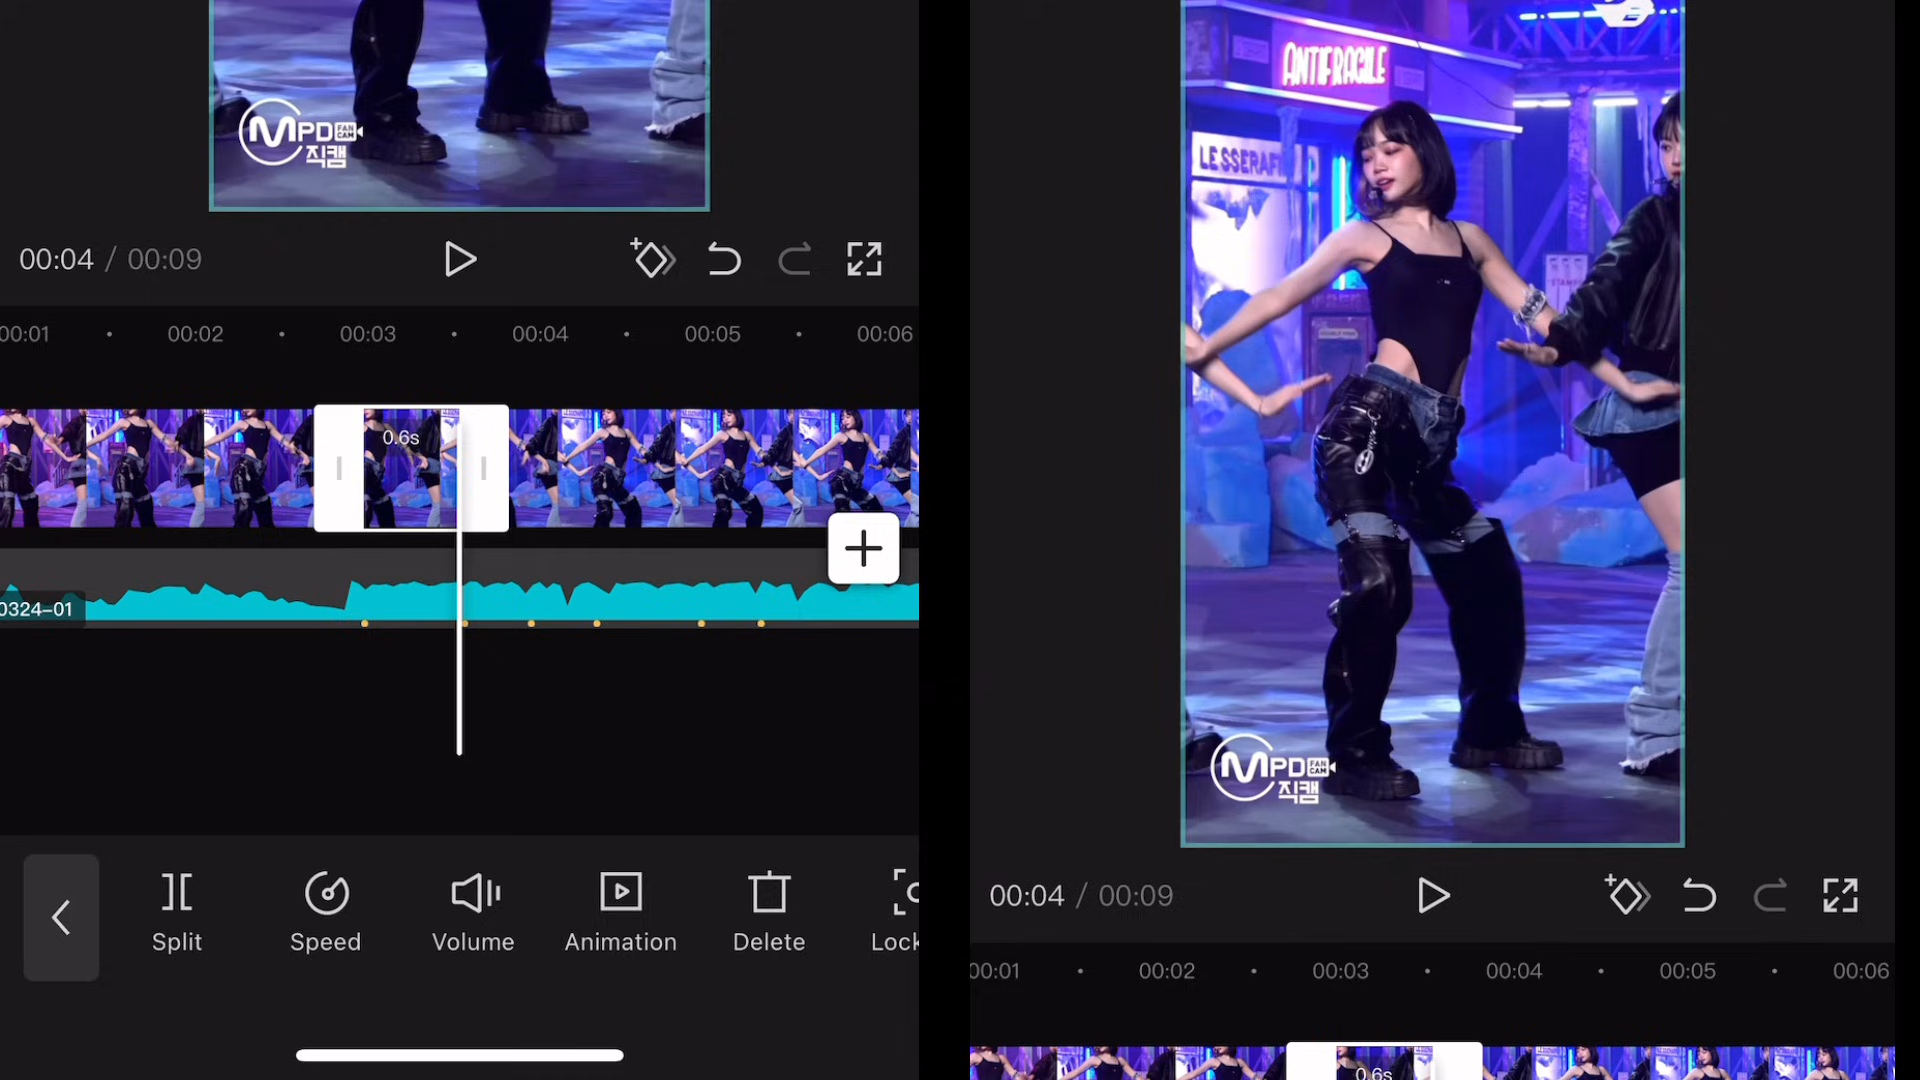 MPD FAN CAM
직캠
00:04 / 00:09
00:01 00:02 00:03 00:04 00:05 00:06
0.6s
0324-01
Split Speed Volume Animation Delete Lock
ANTIFRAGILE
LE SSERAFI
MPD FAN CAM
직캠
00:04 / 00:09
00:01 00:02 00:03 00:04 00:05 00:06
0.6s